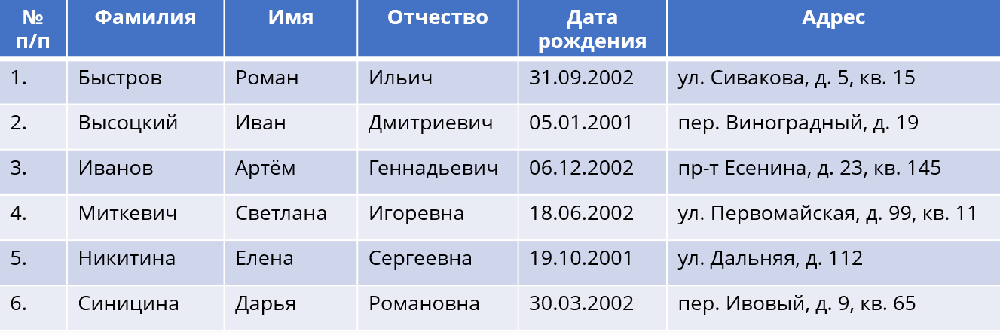 № п/п Фамилия Имя Отчество Дата рождения Адрес
1. Быстров Роман Ильич 31.09.2002 ул. Сивакова, д. 5, кв. 15
2. Высоцкий Иван Дмитриевич 05.01.2001 пер. Виноградный, д. 19
3. Иванов Артём Геннадьевич 06.12.2002 пр-т Есенина, д. 23, кв. 145
4. Миткевич Светлана Игоревна 18.06.2002 ул. Первомайская, д. 99, кв. 11
5. Никитина Елена Сергеевна 19.10.2001 ул. Дальняя, д. 112
6. Синицина Дарья Романовна 30.03.2002 пер. Ивовый, д. 9, кв. 65